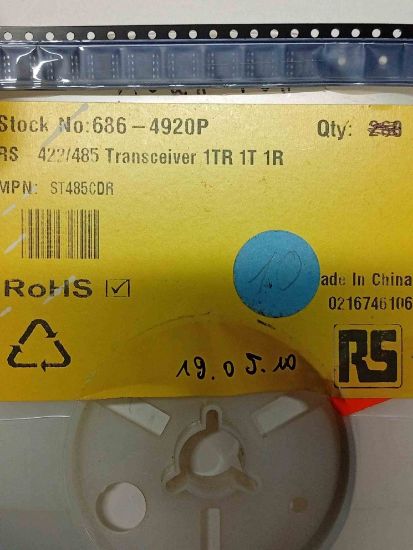 Stock No:686-4920P
Qty: 260
RS - 422/485 Transceiver 1TR 1T 1R
MPN: ST485CDR
10
RoHS
ade In China
0216746106
RS
19.05.10